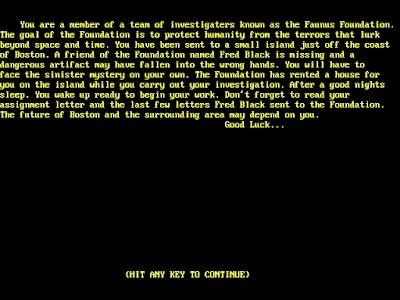 You are a member of a team of investigaters known as the Faunus Foundation.
The goal of the Foundation is to protect humanity from the terrors that lurk
beyond space and time. You have been sent to a small island just off the coast
of Boston. A friend of the Foundation named Fred Black is missing and a
dangerous artifact may have fallen into the wrong hands. You will have to
face the sinister mystery on your own. The Foundation has rented a house for
you on the island while you carry out your investigation. After a good nights
sleep. You wake up ready to begin your work. Don't forget to read your
assignment letter and the last few letters Fred Black sent to the Foundation.
The future of Boston and the surrounding area may depend on you.
Good Luck...
(HIT ANY KEY TO CONTINUE)